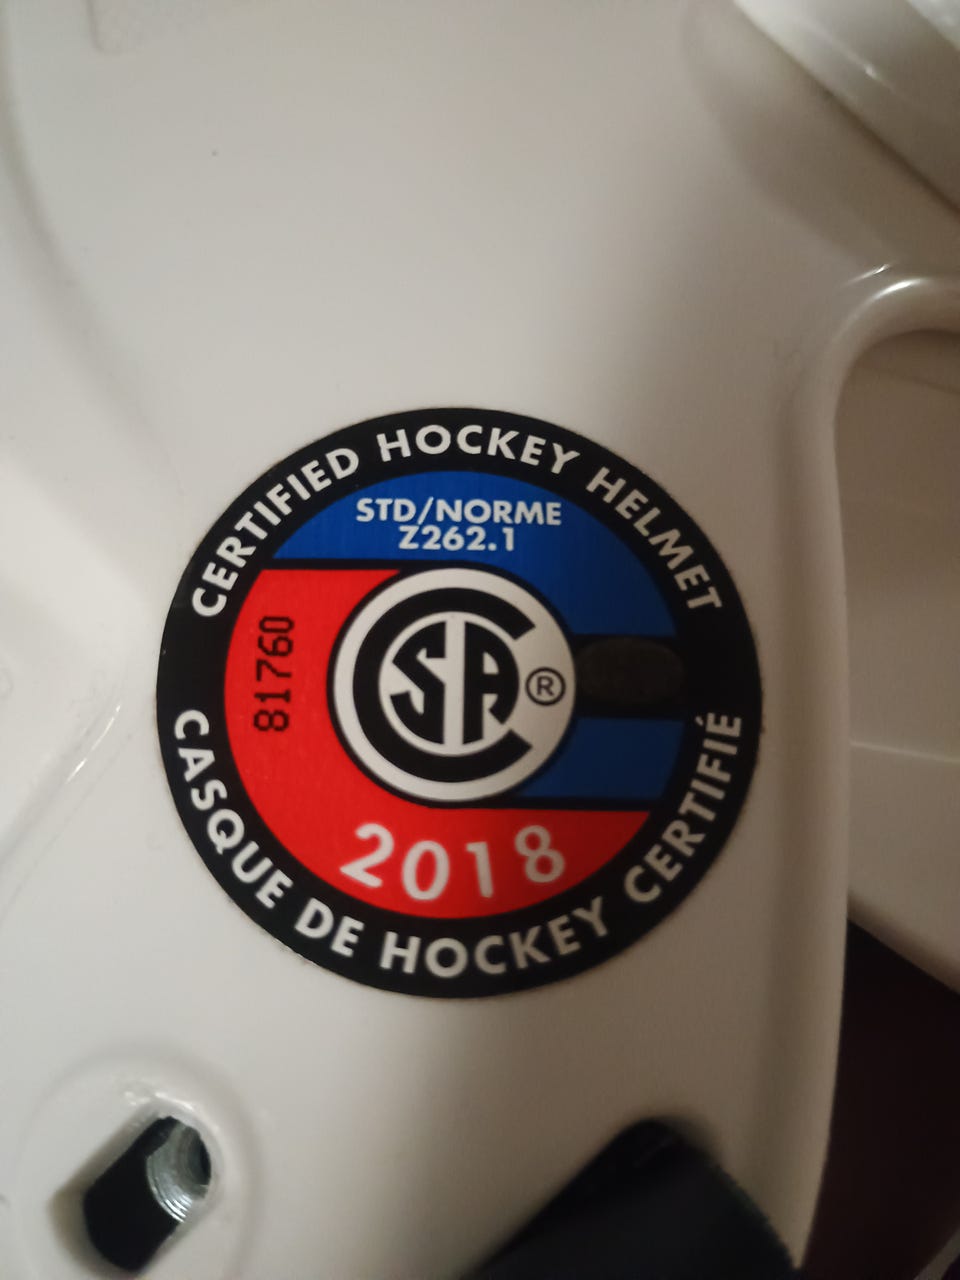 CERTIFIED HOCKEY HELMET
STD/NORME
Z262.1
81760
CSA®
2018
CASQUE DE HOCKEY CERTIFIÉ